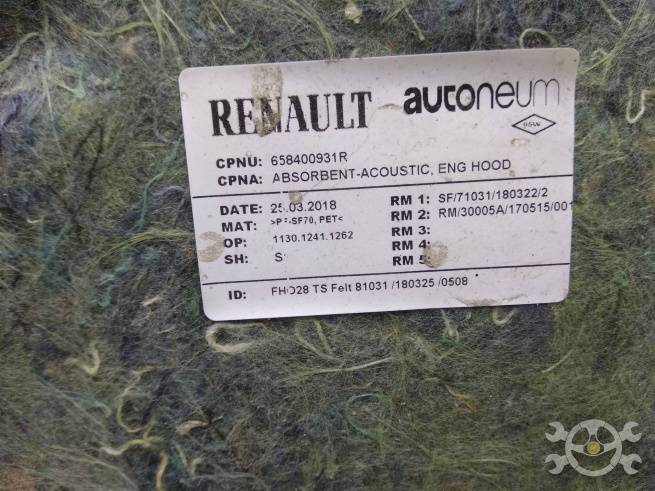 RENAULT autoneum
CPNU: 658400931R
CPNA: ABSORBENT-ACOUSTIC, ENG HOOD
DATE: 25.03.2018
MAT: PET<
OP: 1130.1241.1262
SH:
RM 1: SF/71031/180322/2
RM 2: RM/30005A/170515/001
RM 3:
RM 4:
RM 5:
ID: FH028 TS Felt 81031 /180325 /0508